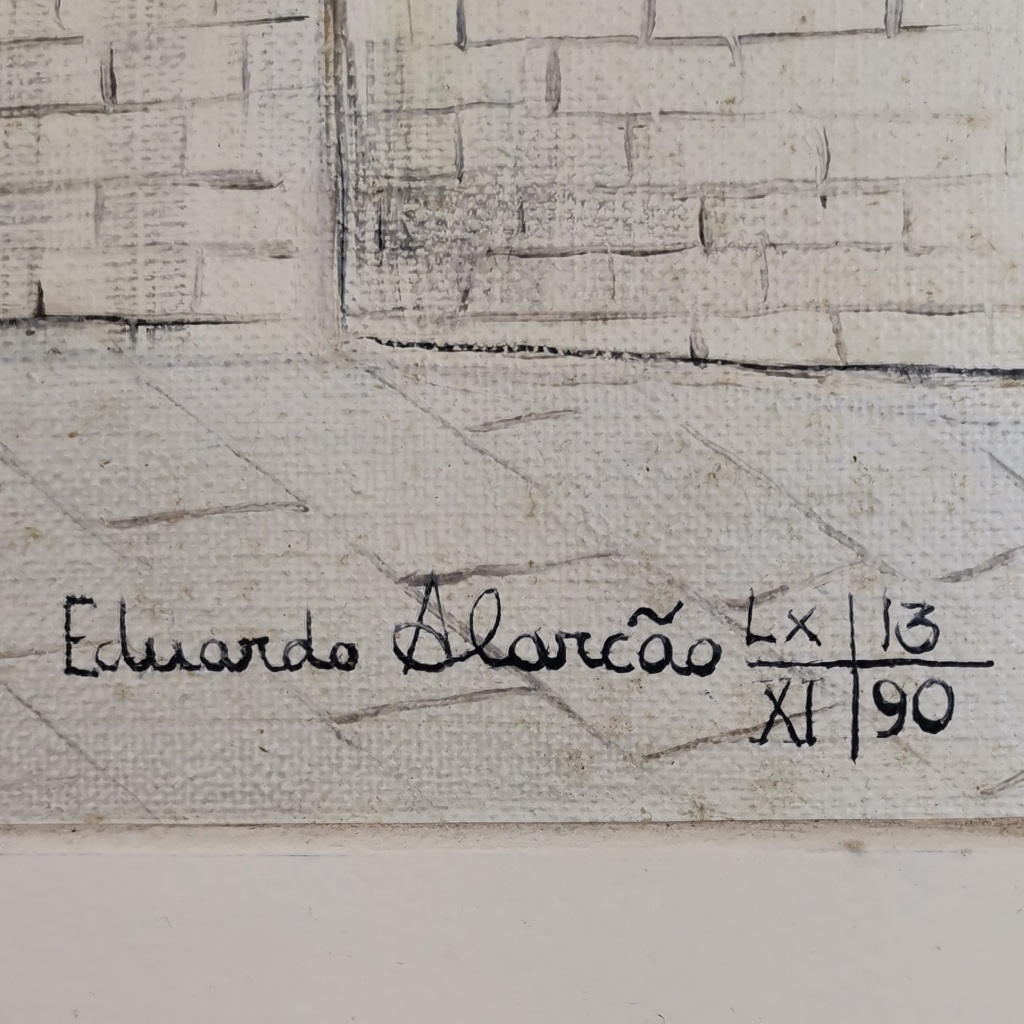 Eduardo Alarcão Lx 13
XI 90